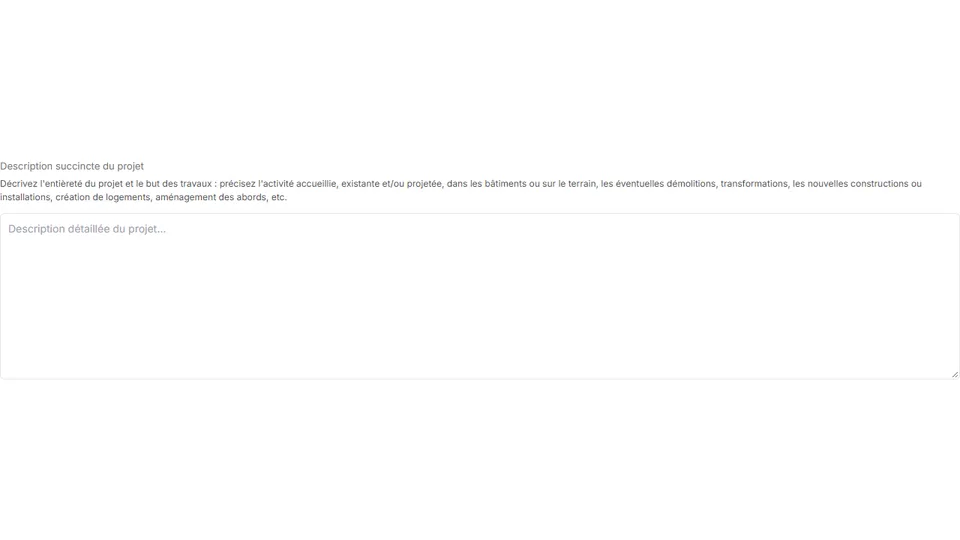 Description succincte du projet
Décrivez l'entièreté du projet et le but des travaux : précisez l'activité accueillie, existante et/ou projetée, dans les bâtiments ou sur le terrain, les éventuelles démolitions, transformations, les nouvelles constructions ou
installations, création de logements, aménagement des abords, etc.
Description détaillée du projet...